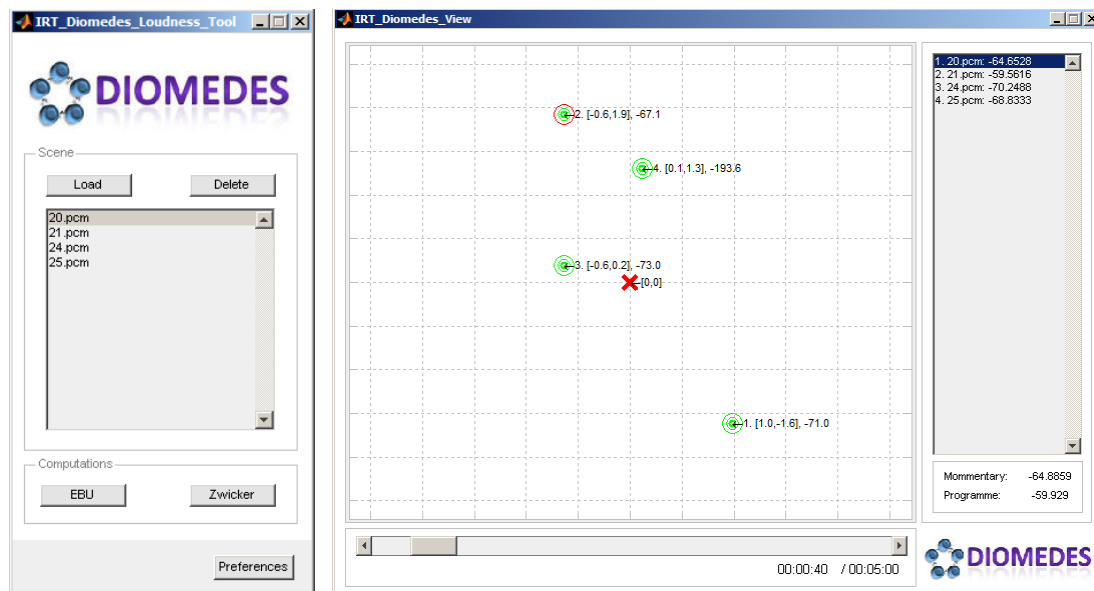 IRT_Diomedes_Loudness_Tool
DIOMEDES
Scene
Load
Delete
20.pcm
21.pcm
24.pcm
25.pcm
Computations
EBU
Zwicker
Preferences
IRT_Diomedes_View
2. [-0.6,1.9], -67.1
4. [0.1,1.3], -193.6
3. [-0.6,0.2], -73.0
[0,0]
1. [1.0,-1.6], -71.0
1. 20.pcm: -64.6528
2. 21.pcm: -59.5616
3. 24.pcm: -70.2488
4. 25.pcm: -68.8333
Mommentary: -64.8859
Programme: -59.929
00:00:40 / 00:05:00
DIOMEDES